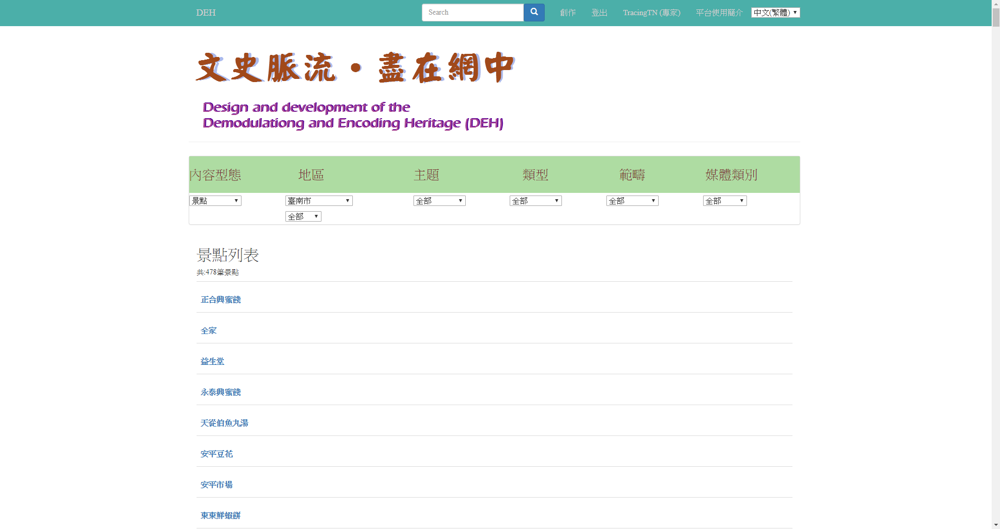 DEH
Search
創作
登出
TracingTN (專家)
平台使用簡介
中文(繁體)
文史脈流・盡在網中
Design and development of the
Demodulationg and Encoding Heritage (DEH)
內容型態 地區 主題 類型 範疇 媒體類別
景點 臺南市 全部 全部 全部 全部
全部
景點列表
共:478筆景點
正合興蜜餞
全家
益生堂
永泰興蜜餞
天從伯魚丸湯
安平豆花
安平市場
東東鮮蝦餅